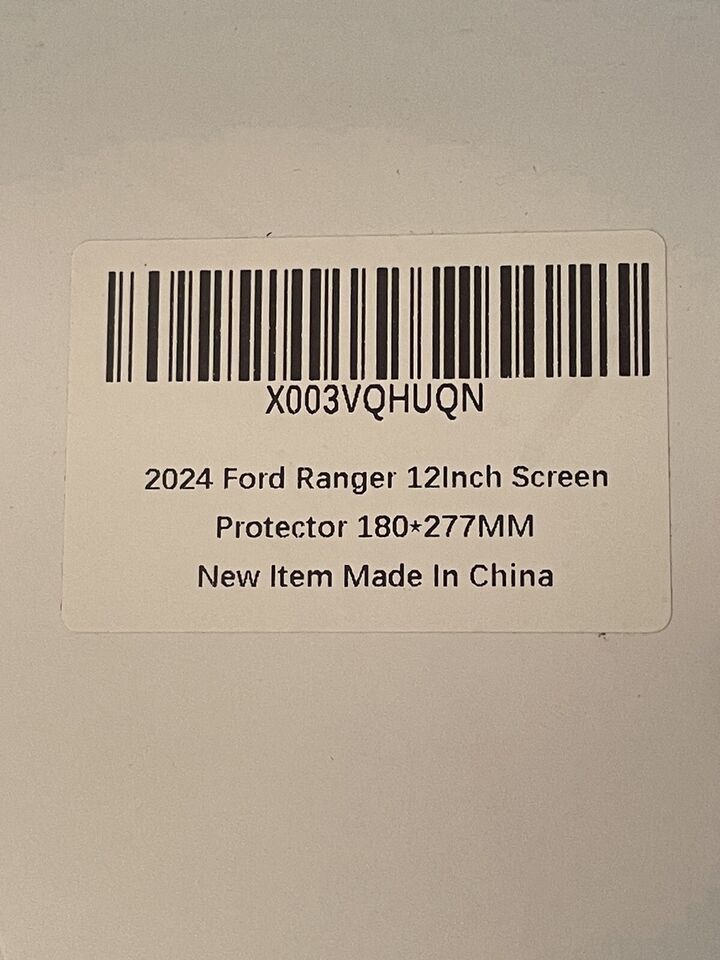 X003VQHUQN
2024 Ford Ranger 12Inch Screen
Protector 180*277MM
New Item Made In China